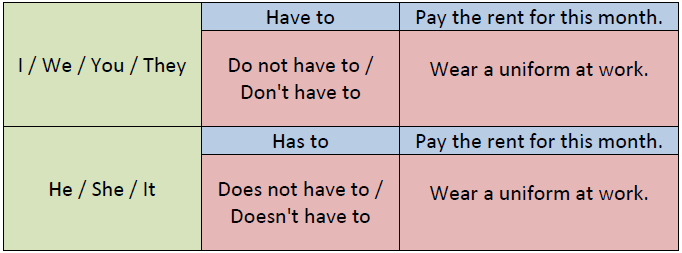 Have to
Pay the rent for this month.
I / We / You / They
Do not have to /
Don't have to
Wear a uniform at work.
Has to
Pay the rent for this month.
He / She / It
Does not have to /
Doesn't have to
Wear a uniform at work.